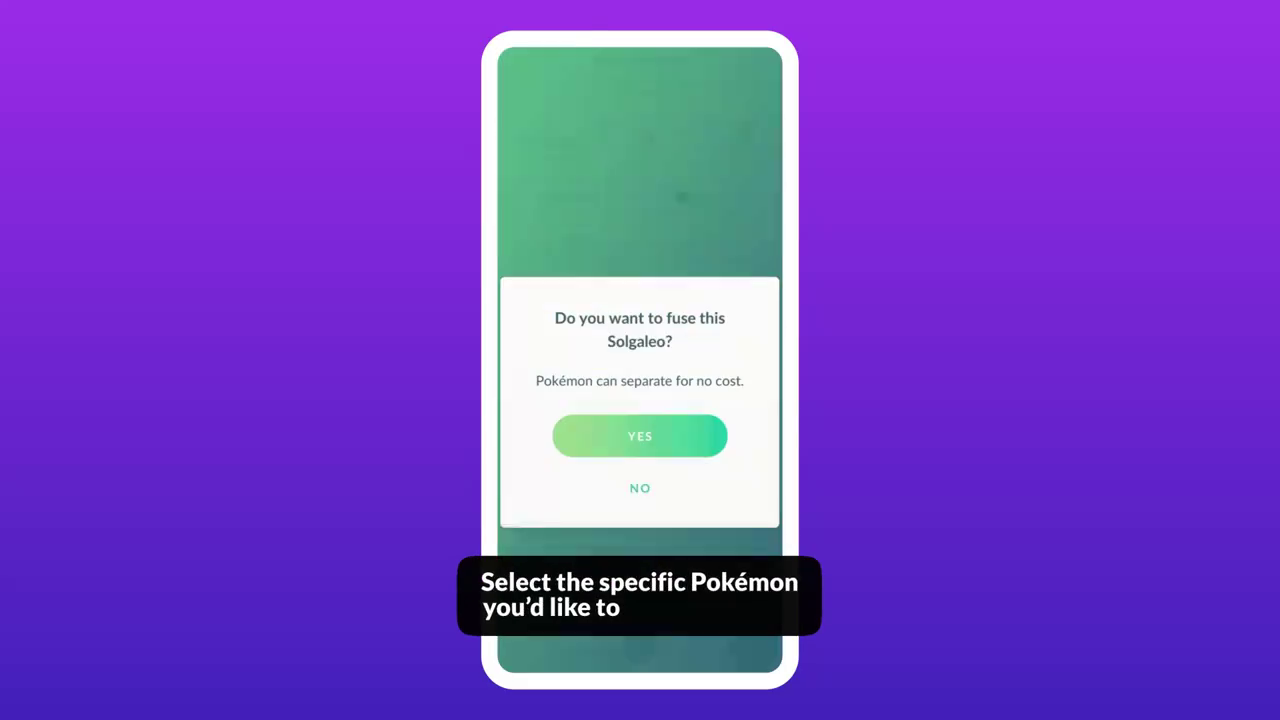 Do you want to fuse this
Solgaleo?
Pokémon can separate for no cost.
YES
NO
Select the specific Pokémon
you’d like to